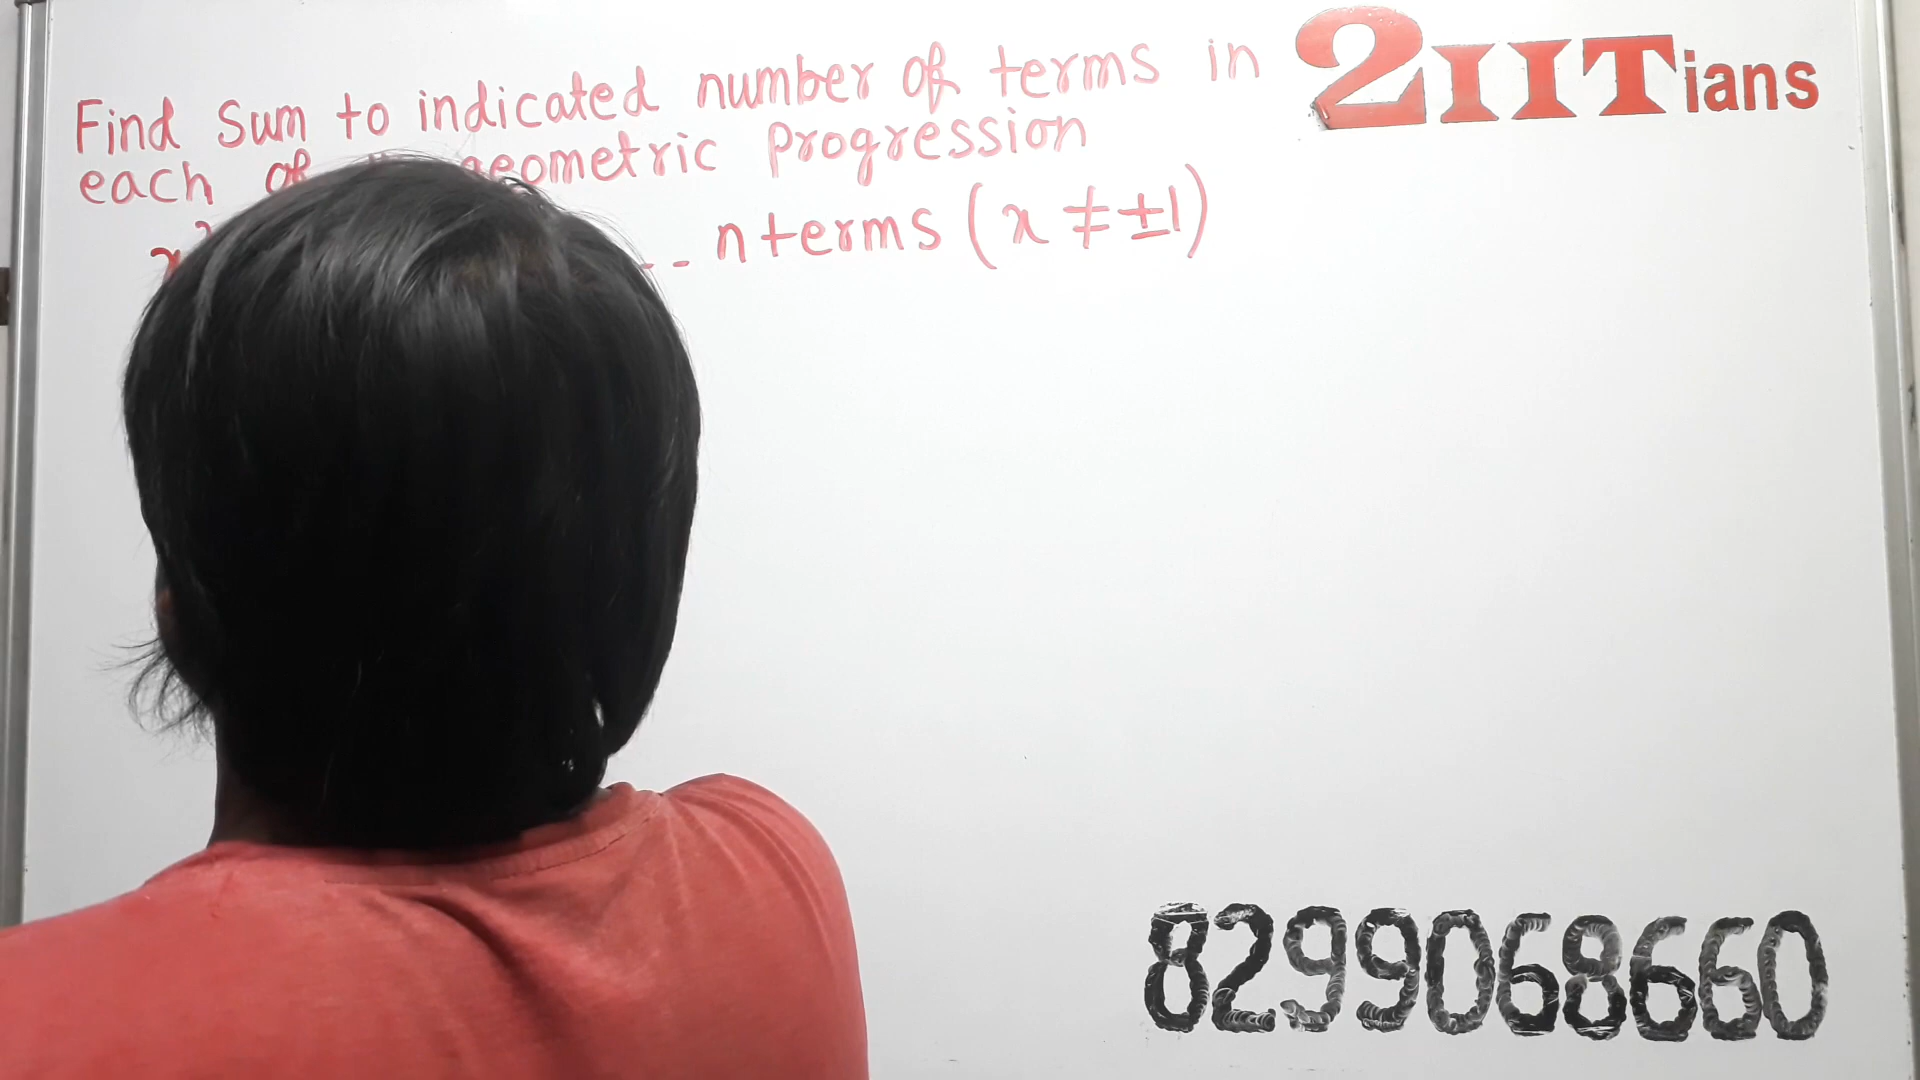 Find Sum to indicated number of terms in
2IITians
each of geometric progression
n terms (x ≠ ±1)
8299068660